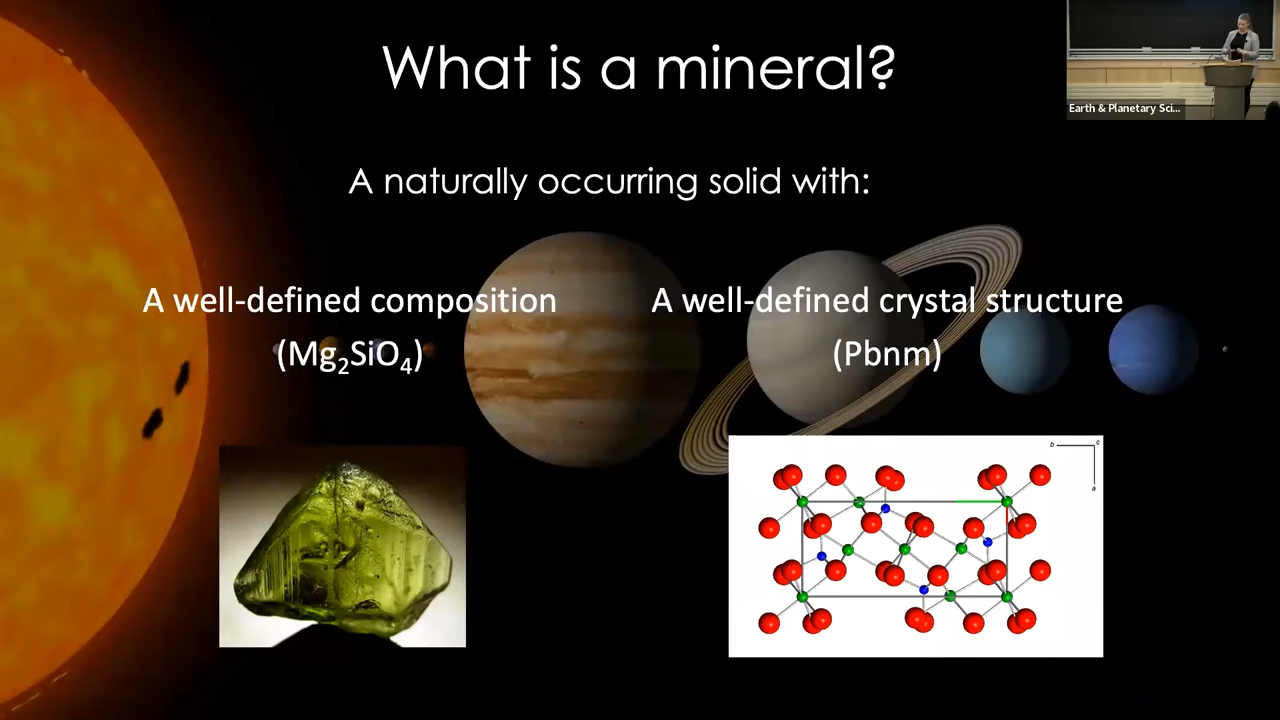 What is a mineral?
Earth & Planetary Sci...
A naturally occurring solid with:
A well-defined composition
(Mg₂SiO₄)
A well-defined crystal structure
(Pbnm)
b
c
a